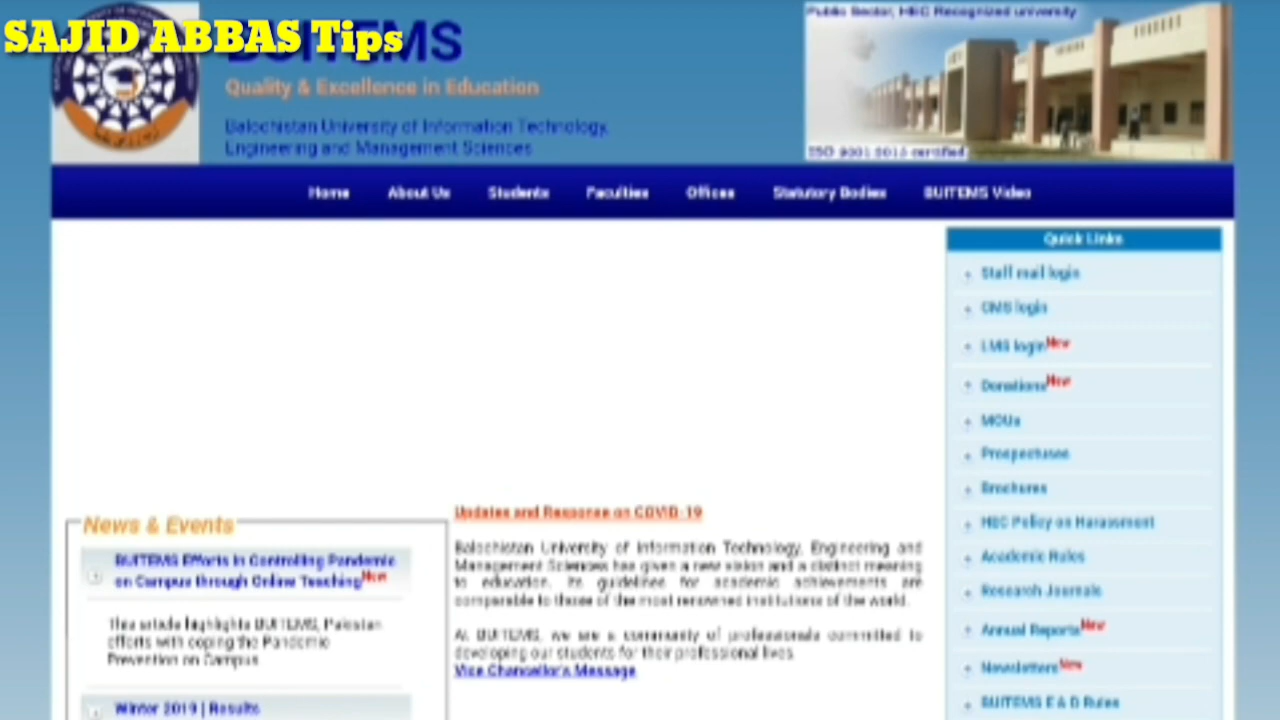 SAJID ABBAS Tips
BUITEMS
Quality & Excellence in Education
Balochistan University of Information Technology,
Engineering and Management Sciences
Public Sector, HEC Recognized university
ISO 9001:2015 certified
Home About Us Students Faculties Offices Statutory Bodies BUITEMS Video
Quick Links
Staff mail login
CMS login
LMS login New
Donations New
MOUs
Prospectuses
Brochures
HEC Policy on Harassment
Academic Rules
Research Journals
Annual Reports New
Newsletters New
BUITEMS E & D Rules
News & Events
BUITEMS Efforts in Controlling Pandemic
on Campus through Online Teaching New
This article highlights BUITEMS, Pakistan
efforts with coping the Pandemic
Prevention on Campus
Winter 2019 | Results
Updates and Response on COVID-19
Balochistan University of Information Technology, Engineering and
Management Sciences has given a new vision and a distinct meaning
to education. Its guidelines for academic achievements are
comparable to those of the most renowned institutions of the world.
At BUITEMS, we are a community of professionals committed to
developing our students for their professional lives.
Vice Chancellor's Message